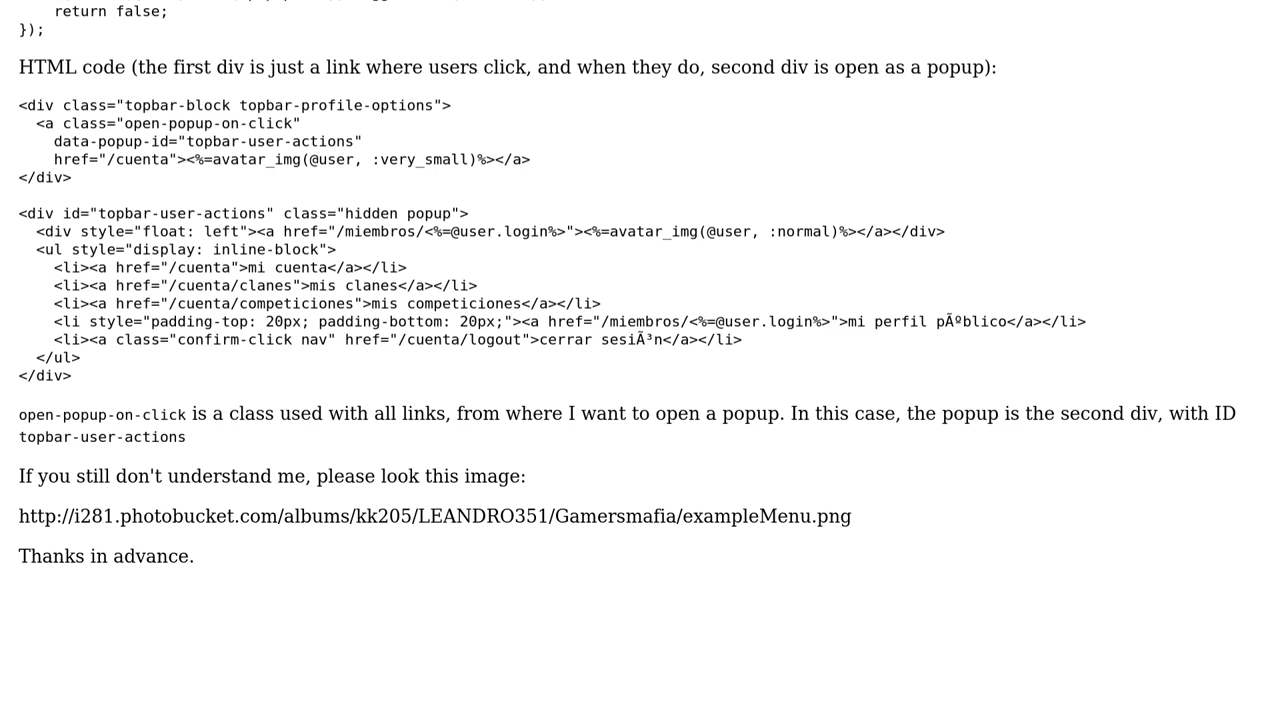 return false;
});
HTML code (the first div is just a link where users click, and when they do, second div is open as a popup):
<div class="topbar-block topbar-profile-options">
  <a class="open-popup-on-click"
    data-popup-id="topbar-user-actions"
    href="/cuenta"><%=avatar_img(@user, :very_small)%></a>
</div>
<div id="topbar-user-actions" class="hidden popup">
  <div style="float: left"><a href="/miembros/<%=@user.login%>"><%=avatar_img(@user, :normal)%></a></div>
  <ul style="display: inline-block">
    <li><a href="/cuenta">mi cuenta</a></li>
    <li><a href="/cuenta/clanes">mis clanes</a></li>
    <li><a href="/cuenta/competiciones">mis competiciones</a></li>
    <li style="padding-top: 20px; padding-bottom: 20px;"><a href="/miembros/<%=@user.login%>">mi perfil pÃºblico</a></li>
    <li><a class="confirm-click nav" href="/cuenta/logout">cerrar sesiÃ³n</a></li>
  </ul>
</div>
open-popup-on-click is a class used with all links, from where I want to open a popup. In this case, the popup is the second div, with ID
topbar-user-actions
If you still don't understand me, please look this image:
http://i281.photobucket.com/albums/kk205/LEANDRO351/Gamersmafia/exampleMenu.png
Thanks in advance.